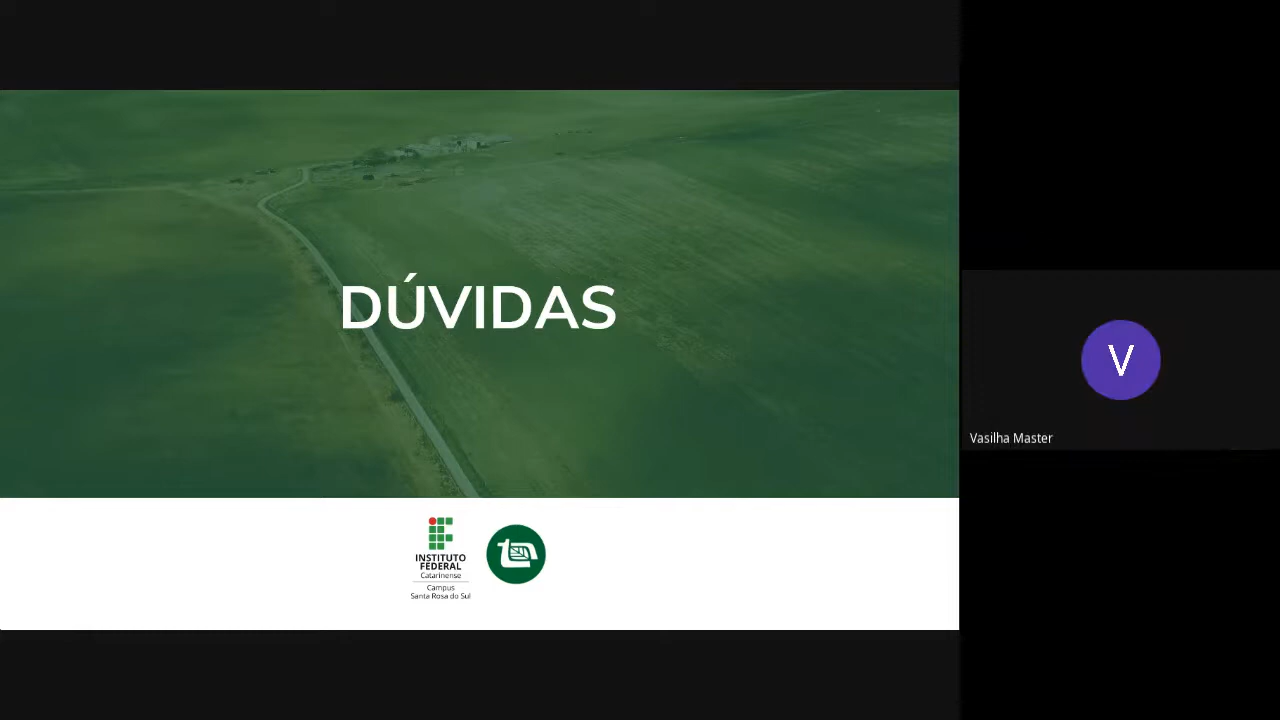 DÚVIDAS
INSTITUTO
FEDERAL
Catarinense
Campus
Santa Rosa do Sul
V
Vasilha Master